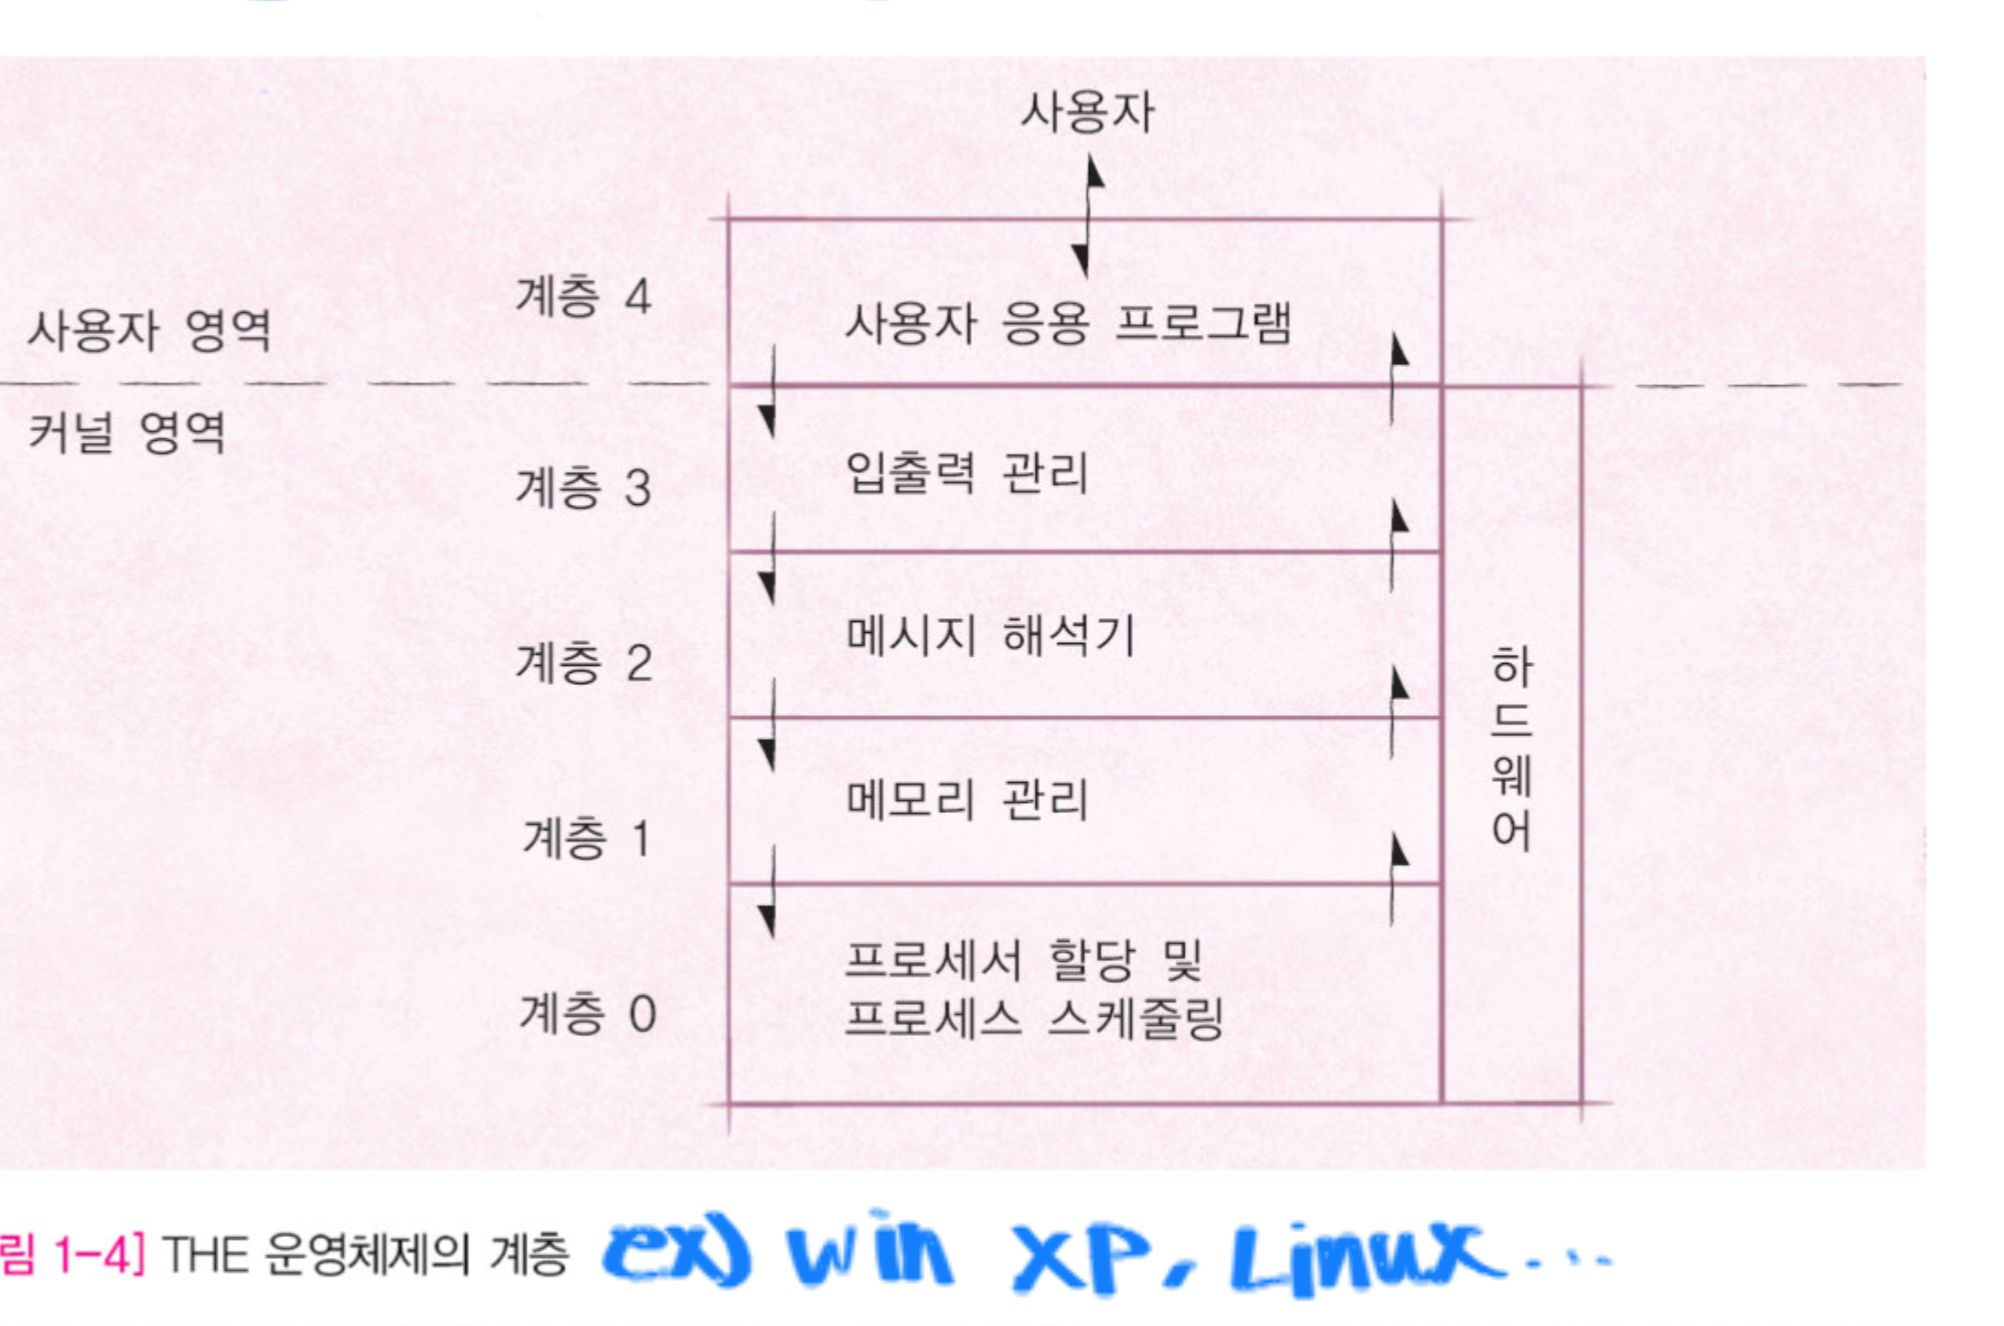 사용자
계층 4
사용자 응용 프로그램
사용자 영역
커널 영역
계층 3
입출력 관리
계층 2
메시지 해석기
하드웨어
계층 1
메모리 관리
계층 0
프로세서 할당 및
프로세스 스케줄링
림 1-4] THE 운영체제의 계층 ex) win XP, Linux...